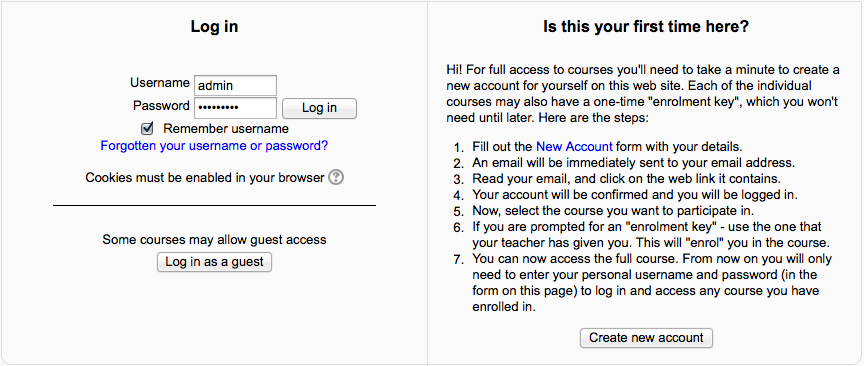 Log in
Username admin
Password •••••••••  Log in
Remember username
Forgotten your username or password?
Cookies must be enabled in your browser ?
Some courses may allow guest access
Log in as a guest
Is this your first time here?
Hi! For full access to courses you'll need to take a minute to create a
new account for yourself on this web site. Each of the individual
courses may also have a one-time "enrolment key", which you won't
need until later. Here are the steps:
1. Fill out the New Account form with your details.
2. An email will be immediately sent to your email address.
3. Read your email, and click on the web link it contains.
4. Your account will be confirmed and you will be logged in.
5. Now, select the course you want to participate in.
6. If you are prompted for an "enrolment key" - use the one that
your teacher has given you. This will "enrol" you in the course.
7. You can now access the full course. From now on you will only
need to enter your personal username and password (in the
form on this page) to log in and access any course you have
enrolled in.
Create new account